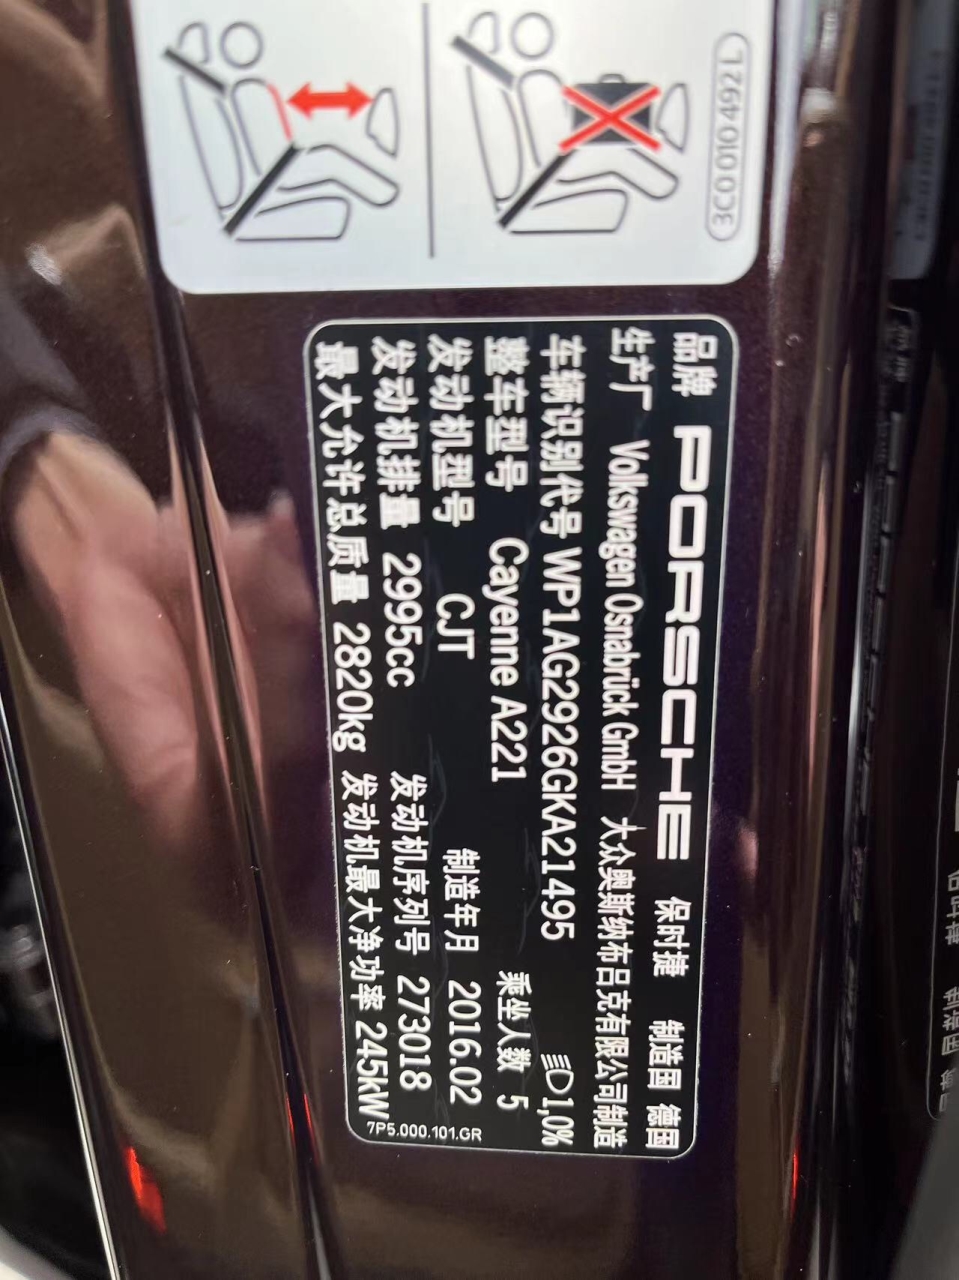 3C0 010 492 L
品牌 PORSCHE 保时捷 制造国 德国
生产厂 Volkswagen Osnabrück GmbH 大众奥斯纳布吕克有限公司制造
车辆识别代号 WP1AG2926GKA21495 1,0%
整车型号 Cayenne A221 乘坐人数 5
发动机型号 CJT 制造年月 2016.02
发动机排量 2995cc 发动机序列号 273018
最大允许总质量 2820kg 发动机最大净功率 245kW
7P5.000.101.GR